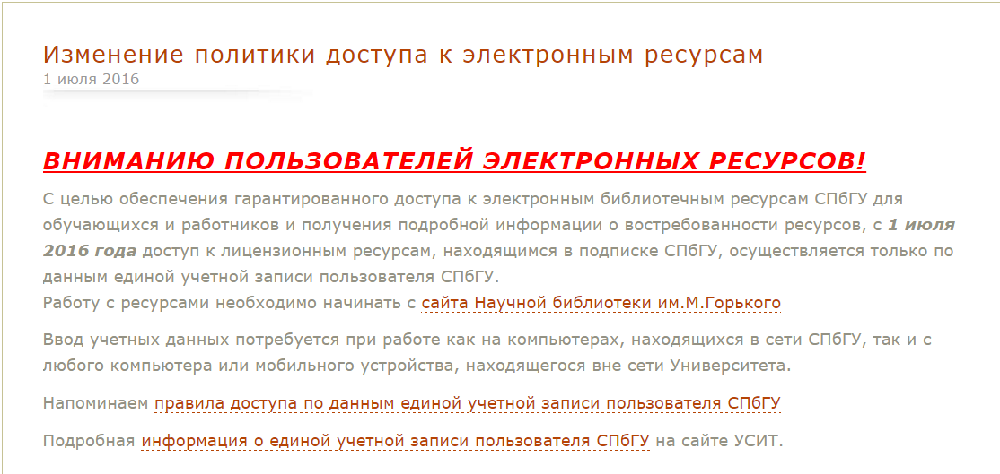 Изменение политики доступа к электронным ресурсам
1 июля 2016
ВНИМАНИЮ ПОЛЬЗОВАТЕЛЕЙ ЭЛЕКТРОННЫХ РЕСУРСОВ!
С целью обеспечения гарантированного доступа к электронным библиотечным ресурсам СПбГУ для
обучающихся и работников и получения подробной информации о востребованности ресурсов, с 1 июля
2016 года доступ к лицензионным ресурсам, находящимся в подписке СПбГУ, осуществляется только по
данным единой учетной записи пользователя СПбГУ.
Работу с ресурсами необходимо начинать с сайта Научной библиотеки им.М.Горького
Ввод учетных данных потребуется при работе как на компьютерах, находящихся в сети СПбГУ, так и с
любого компьютера или мобильного устройства, находящегося вне сети Университета.
Напоминаем правила доступа по данным единой учетной записи пользователя СПбГУ
Подробная информация о единой учетной записи пользователя СПбГУ на сайте УСИТ.